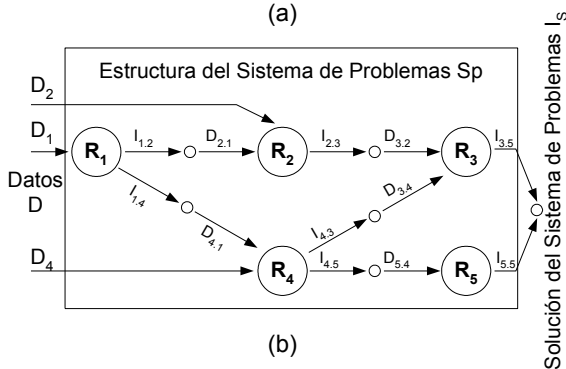 (a)
Estructura del Sistema de Problemas Sp
D2
D1
R1
I1.2
D2.1
R2
I2.3
D3.2
R3
I3.5
Datos
D
I1.4
D4.1
I4.3
D3.4
D4
R4
I4.5
D5.4
R5
I5.5
Solución del Sistema de Problemas IS
(b)